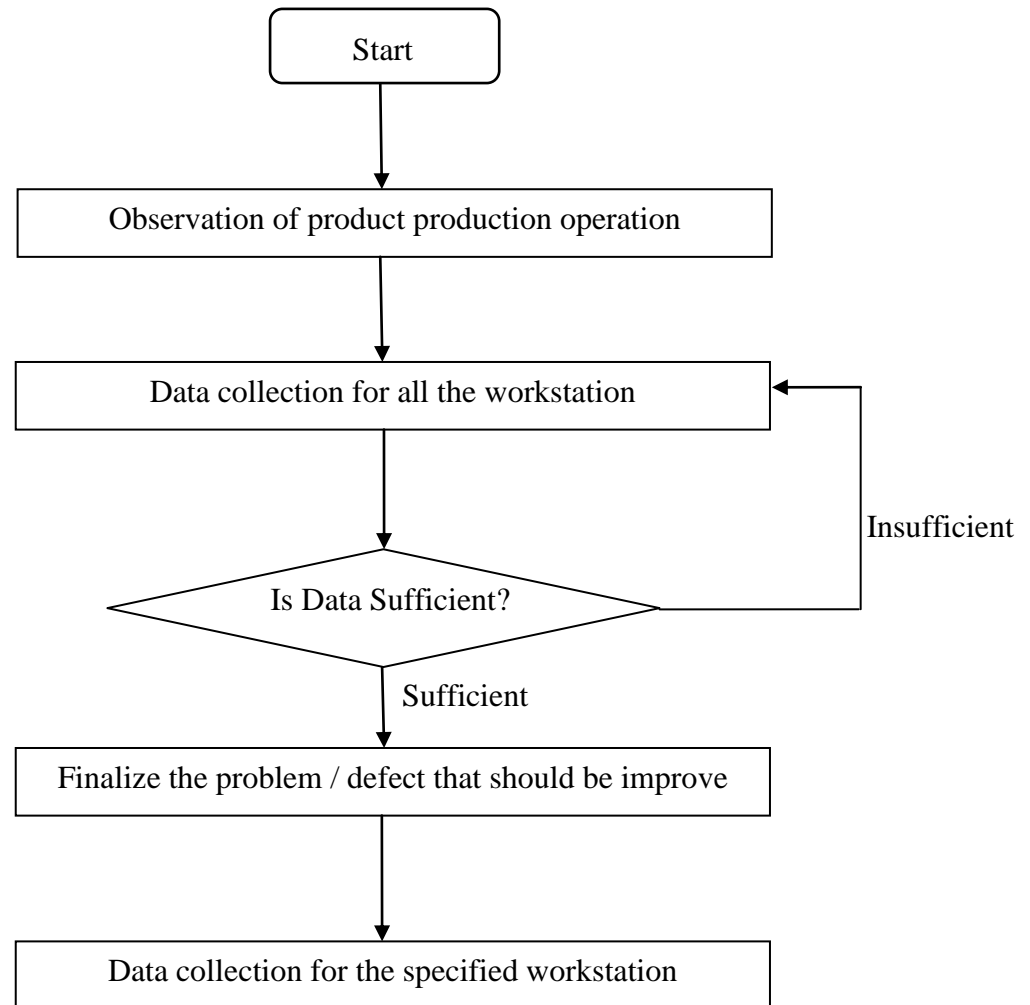 Start
Observation of product production operation
Data collection for all the workstation
Insufficient
Is Data Sufficient?
Sufficient
Finalize the problem / defect that should be improve
Data collection for the specified workstation